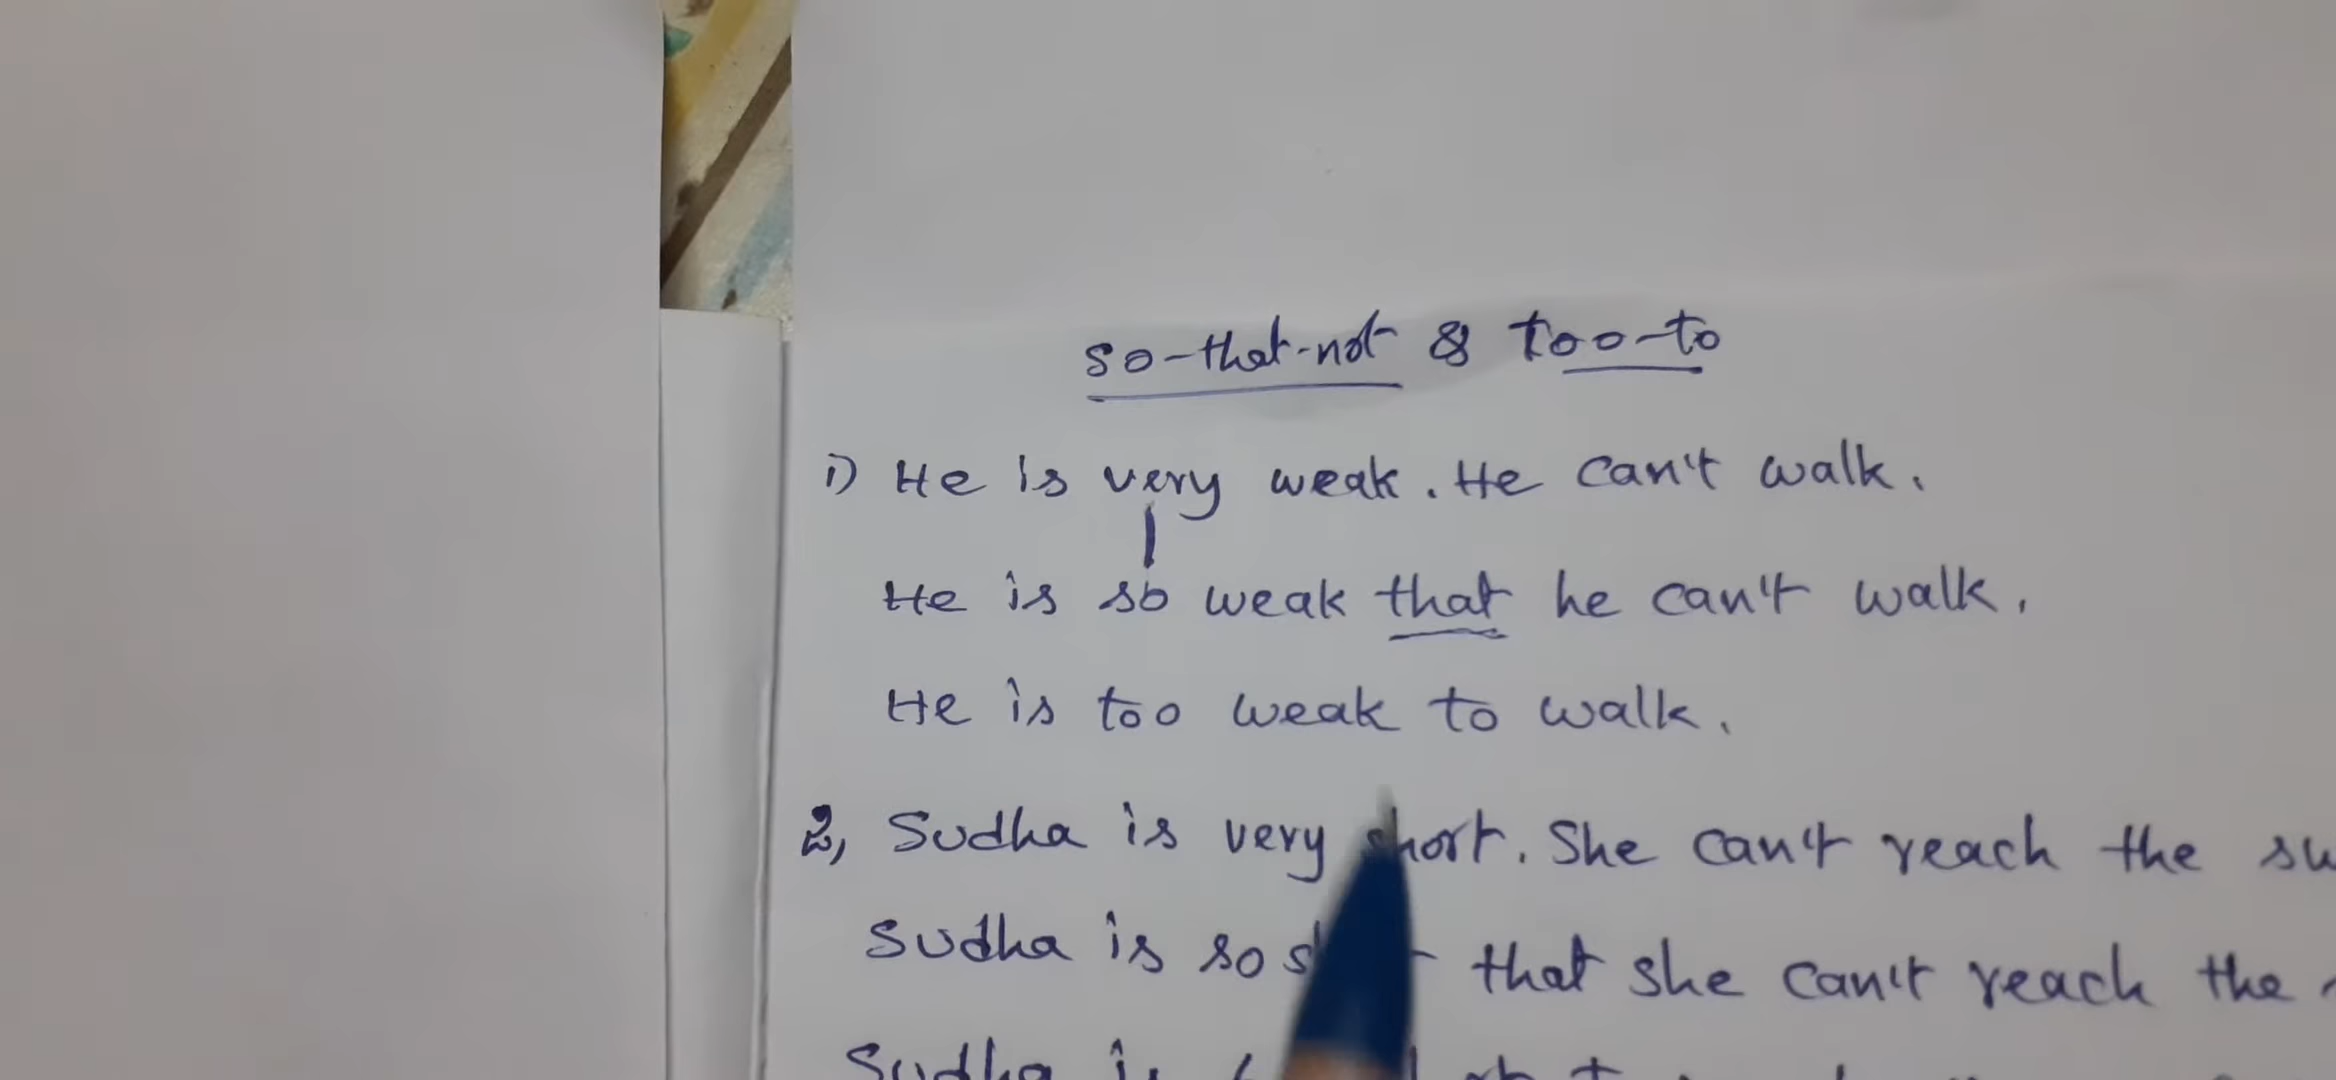 so-that-not & too-to
1) He is very weak. He can't walk.
He is so weak that he can't walk.
He is too weak to walk.
2, Sudha is very short. She can't reach the
Sudha is so that she can't reach the
Sudha is